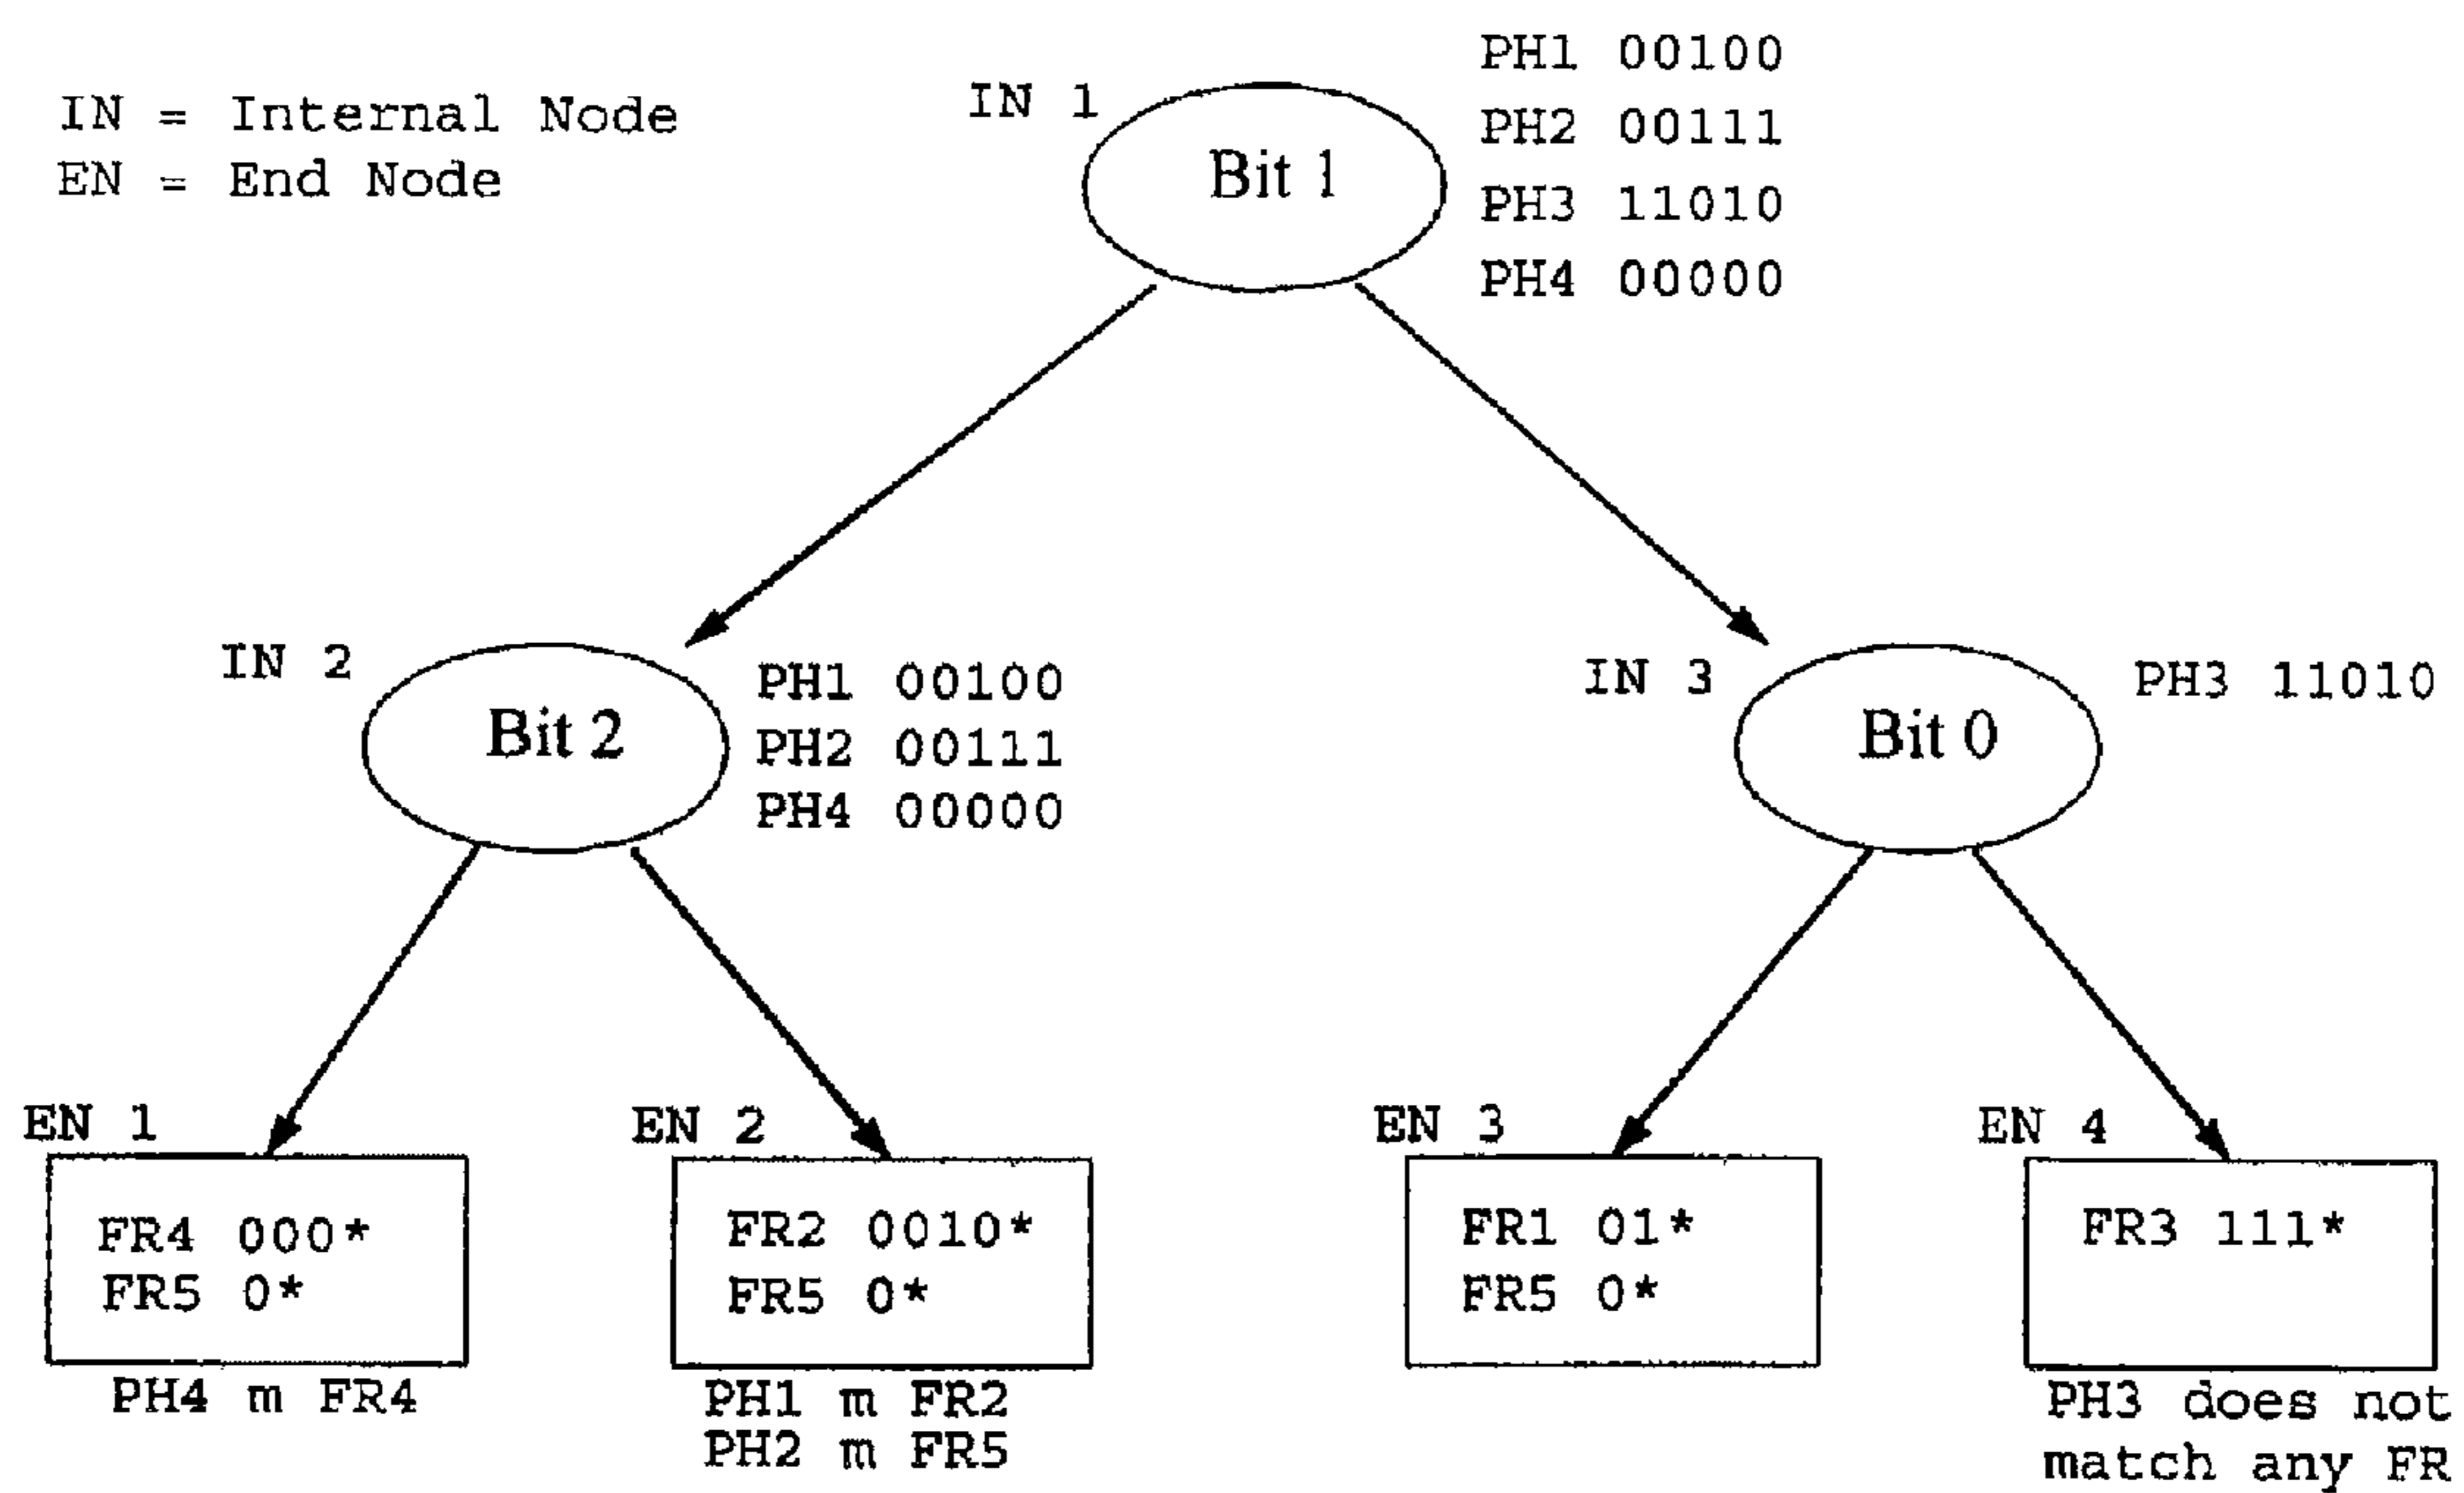 IN = Internal Node
EN = End Node
IN 1
Bit 1
PH1 00100
PH2 00111
PH3 11010
PH4 00000
IN 2
Bit 2
PH1 00100
PH2 00111
PH4 00000
IN 3
Bit 0
PH3 11010
EN 1
FR4 000*
FR5 0*
PH4 m FR4
EN 2
FR2 0010*
FR5 0*
PH1 m FR2
PH2 m FR5
EN 3
FR1 01*
FR5 0*
EN 4
FR3 111*
PH3 does not
match any FR